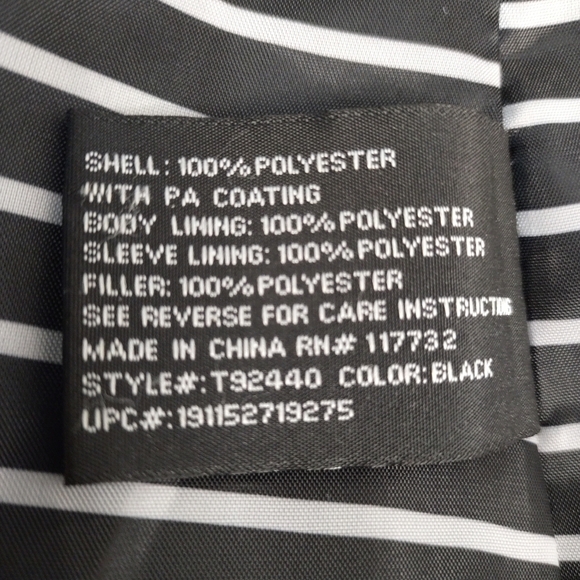 SHELL: 100% POLYESTER
WITH PA COATING
BODY LINING: 100% POLYESTER
SLEEVE LINING: 100% POLYESTER
FILLER: 100% POLYESTER
SEE REVERSE FOR CARE INSTRUCTIONS
MADE IN CHINA RN# 117732
STYLE#: T92440 COLOR: BLACK
UPC#: 191152719275